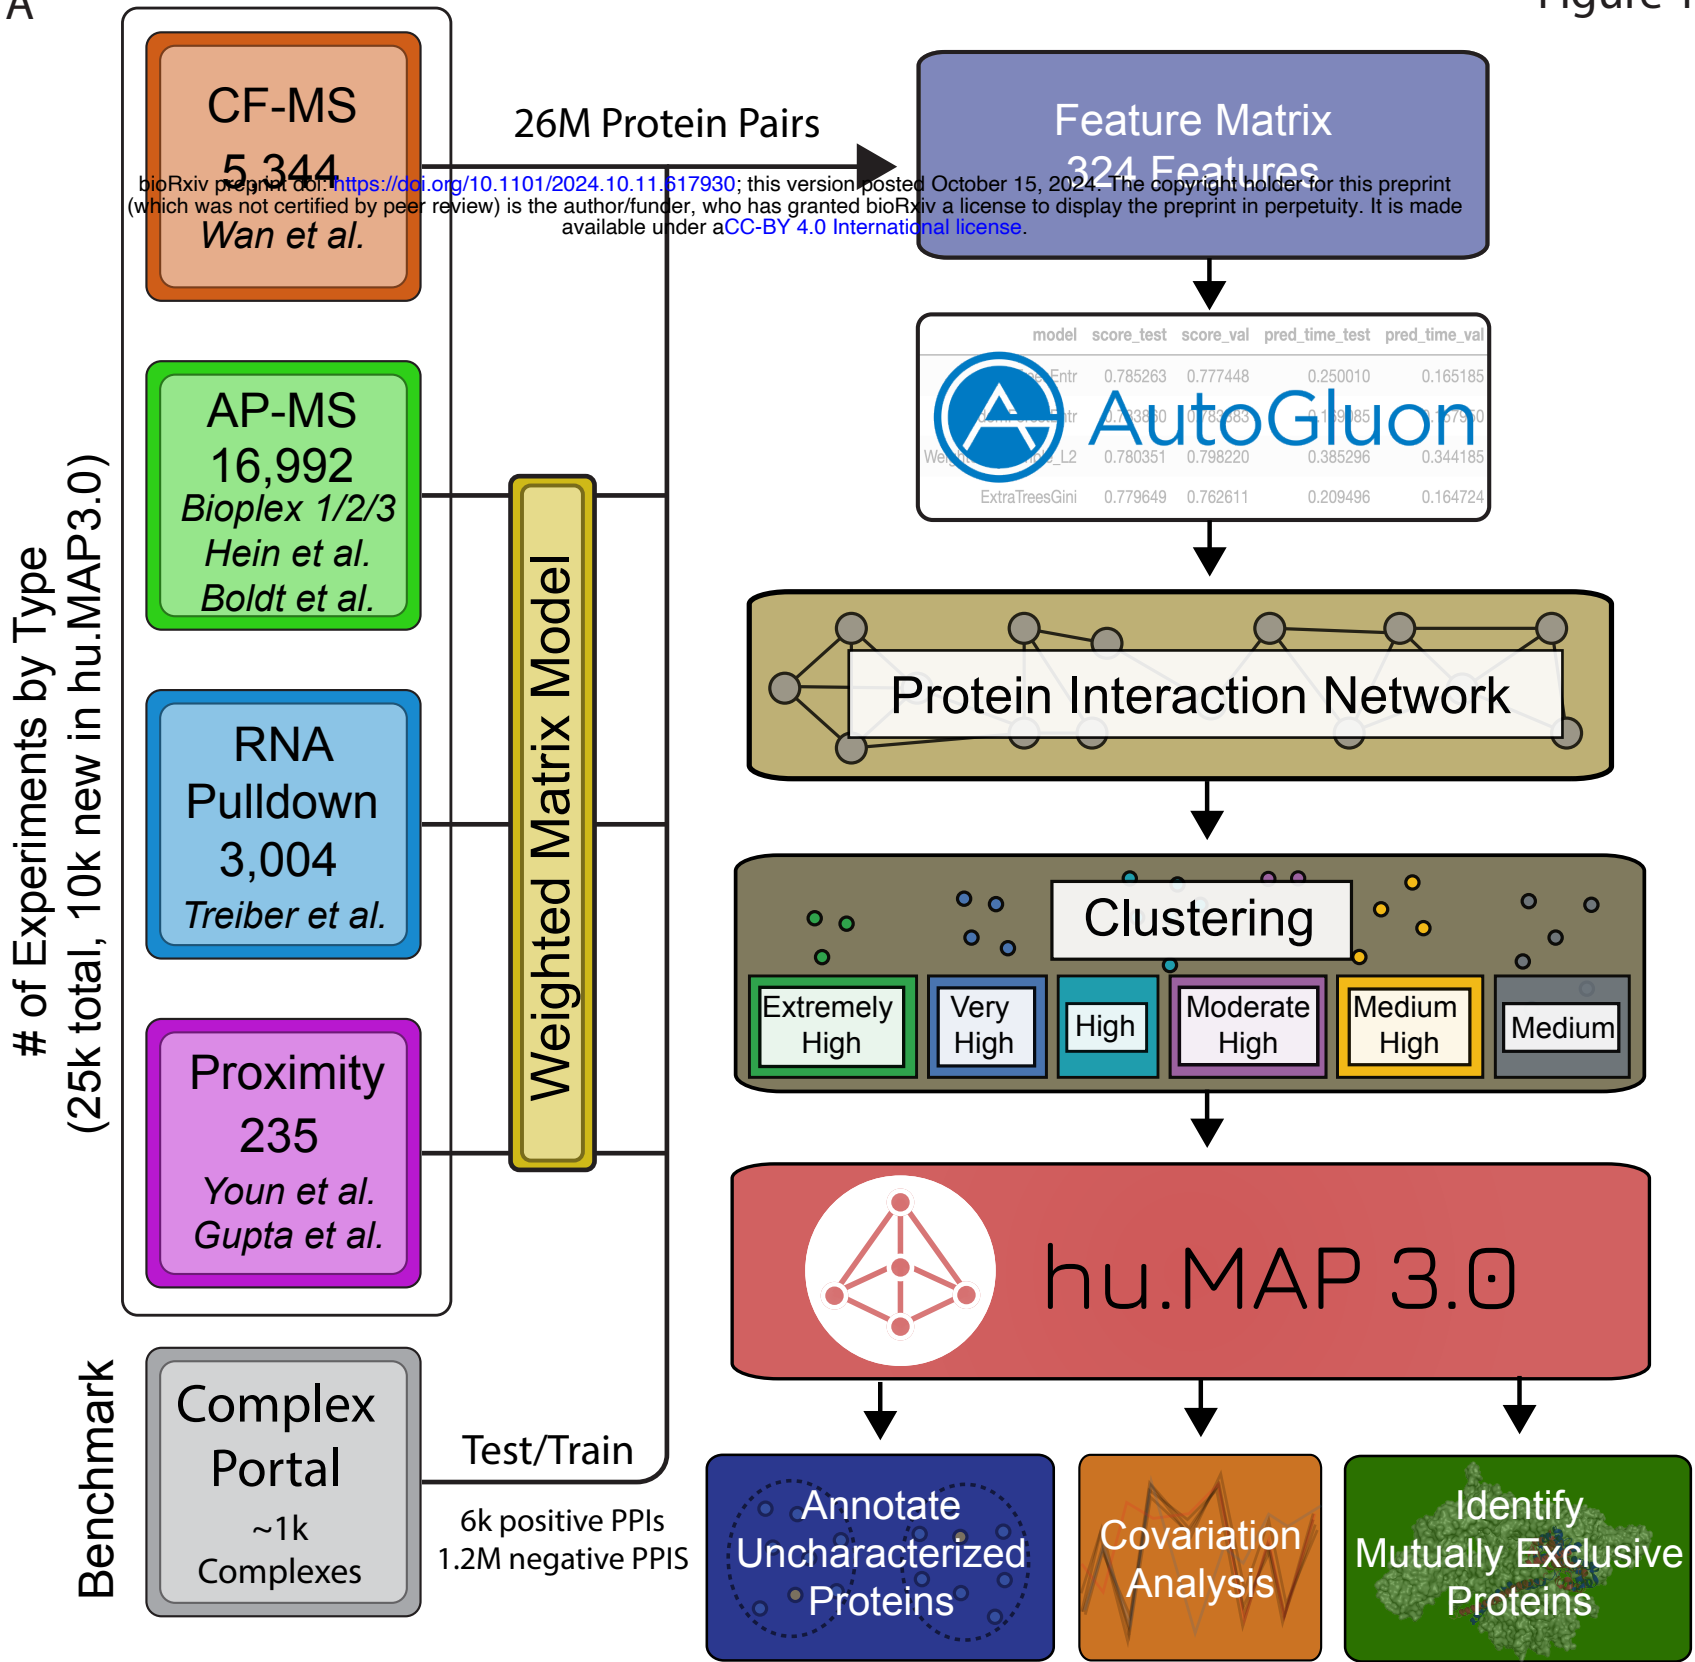 A
Figure 1
# of Experiments by Type
(25k total, 10k new in hu.MAP3.0)
CF-MS
5,344
Wan et al.
AP-MS
16,992
Bioplex 1/2/3
Hein et al.
Boldt et al.
RNA
Pulldown
3,004
Treiber et al.
Proximity
235
Youn et al.
Gupta et al.
Benchmark
Complex
Portal
~1k
Complexes
Weighted Matrix Model
26M Protein Pairs
Test/Train
6k positive PPIs
1.2M negative PPIS
bioRxiv preprint doi: https://doi.org/10.1101/2024.10.11.617930; this version posted October 15, 2024. The copyright holder for this preprint
(which was not certified by peer review) is the author/funder, who has granted bioRxiv a license to display the preprint in perpetuity. It is made
available under aCC-BY 4.0 International license.
Feature Matrix
324 Features
model score_test score_val pred_time_test pred_time_val
0.785263 0.777448 0.250010 0.165185
AutoGluon
0.780351 0.798220 0.385296 0.344185
ExtraTreesGini 0.779649 0.762611 0.209496 0.164724
Protein Interaction Network
Clustering
Extremely
High
Very
High
High
Moderate
High
Medium
High
Medium
hu.MAP 3.0
Annotate
Uncharacterized
Proteins
Covariation
Analysis
Identify
Mutually Exclusive
Proteins